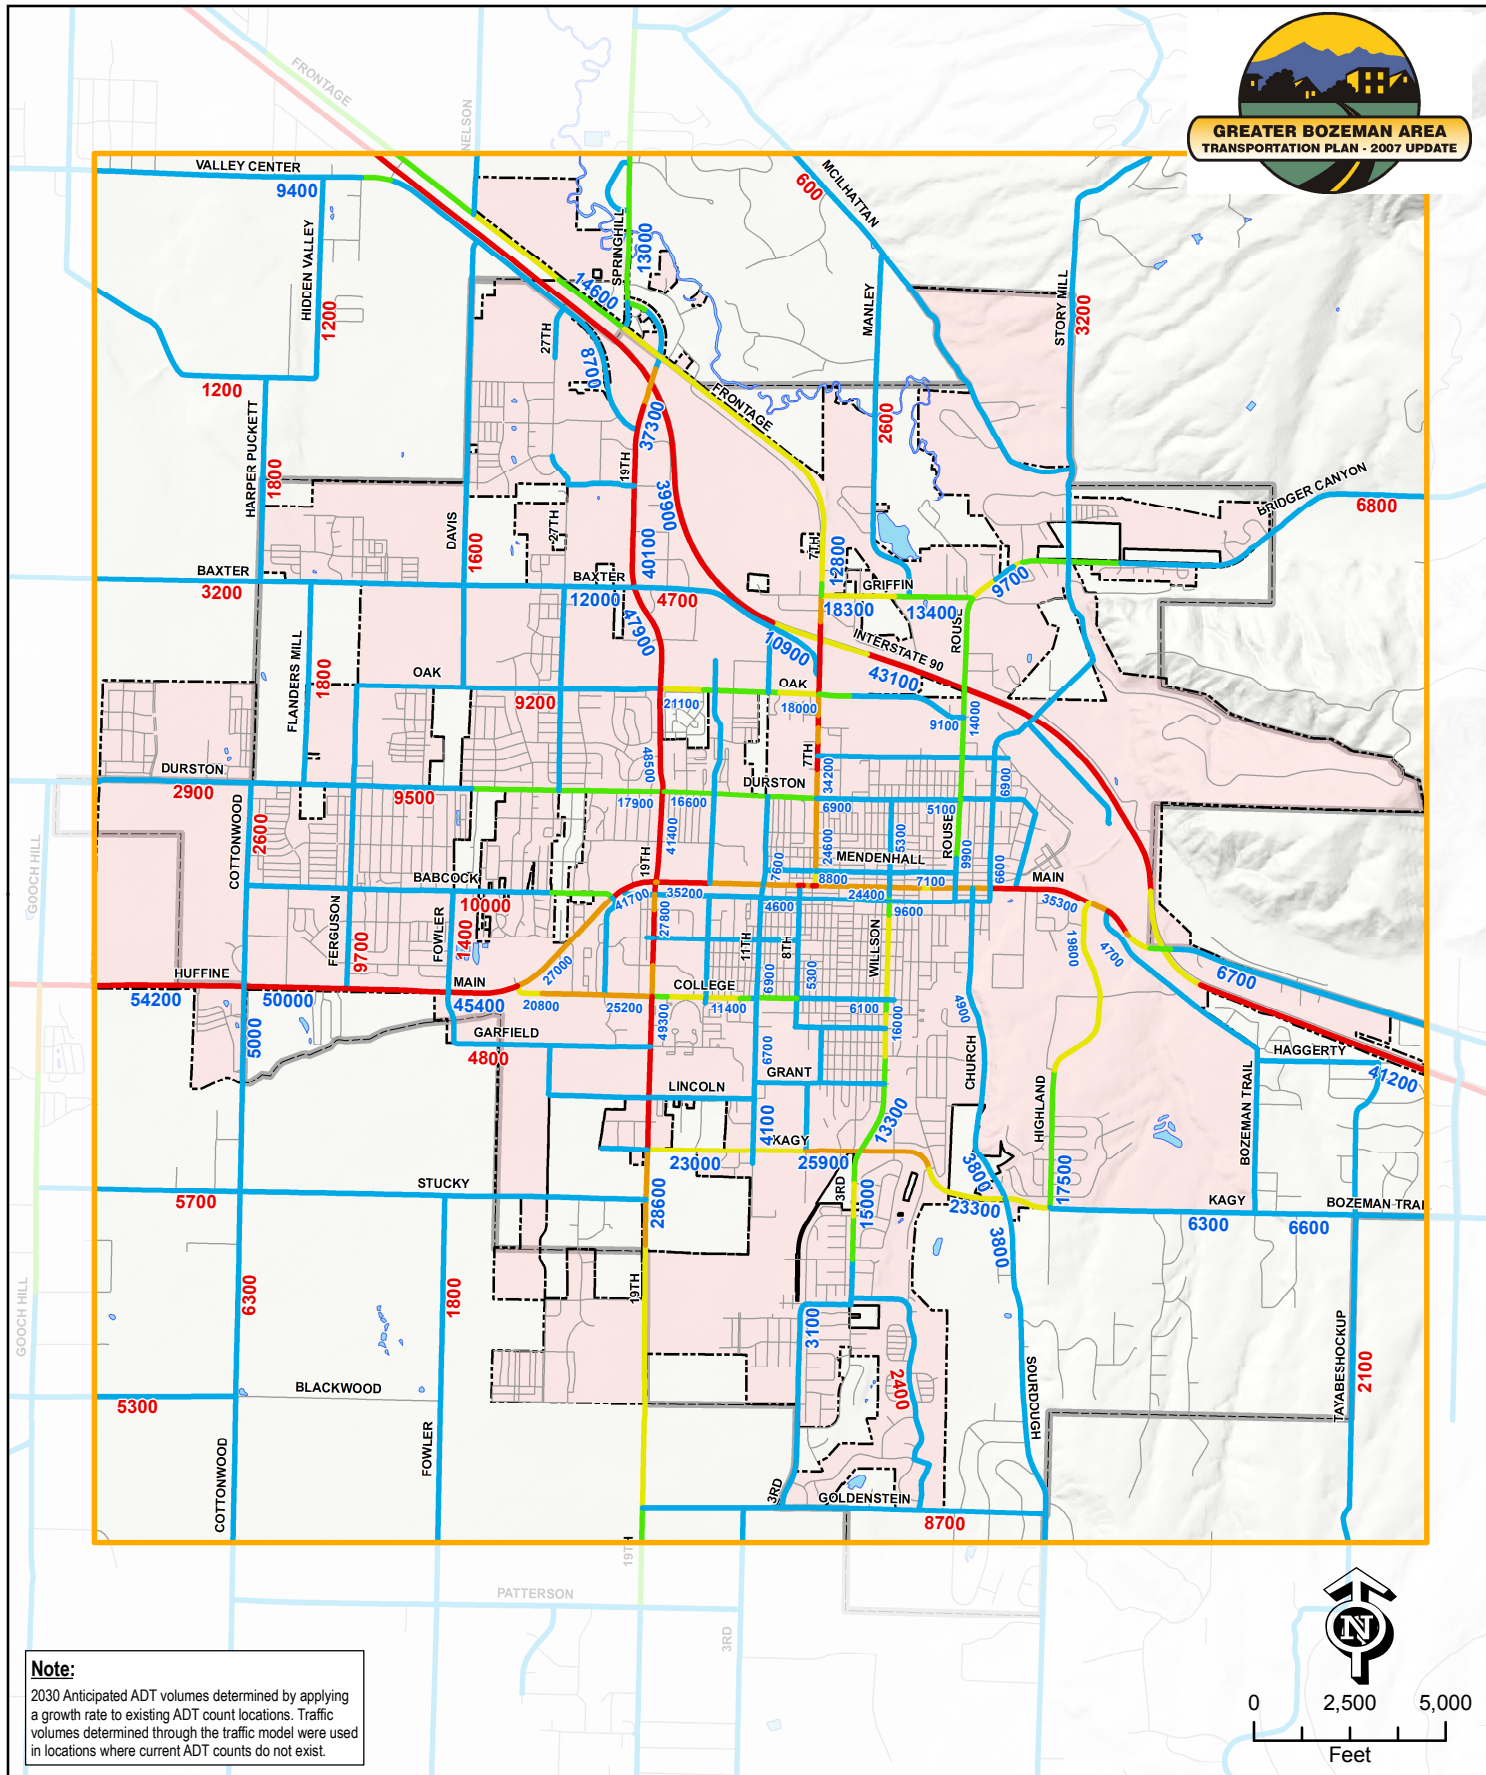 GREATER BOZEMAN AREA
TRANSPORTATION PLAN - 2007 UPDATE
FRONTAGE
NELSON
VALLEY CENTER
9400
MCILHATTAN
600
HIDDEN VALLEY
1200
SPRINGHILL
13000
14600
STORY MILL
3200
MANLEY
27TH
8700
1200
FRONTAGE
2600
HARPER PUCKETT
1800
37300
19TH
39900
BRIDGER CANYON
6800
DAVIS
1600
27TH
40100
7TH
12800
BAXTER
3200
BAXTER
12000
4700
GRIFFIN
9700
18300
13400
ROUSE
47900
10900
INTERSTATE 90
43100
FLANDERS MILL
1800
OAK
9200
OAK
21100
18000
9100
14000
7TH
48500
34200
6900
DURSTON
2900
9500
DURSTON
17900
16600
6900
5100
COTTONWOOD
2600
41400
24600
5300
ROUSE
9900
6600
GOOCH HILL
19TH
7600
MENDENHALL
BABCOCK
10000
8800
7100
MAIN
41700
35200
24400
35300
4600
9600
FERGUSON
9700
FOWLER
1400
27800
11TH
8TH
WILLSON
19800
4700
HUFFINE
54200
50000
MAIN
45400
27000
COLLEGE
6900
5300
6700
20800
25200
11400
6100
4900
5000
GARFIELD
4800
49300
6700
16000
CHURCH
HAGGERTY
41200
LINCOLN
GRANT
HIGHLAND
BOZEMAN TRAIL
4100
KAGY
13300
23000
25900
3800
17500
STUCKY
5700
3RD
15000
28600
23300
KAGY
6300
BOZEMAN TRAI
6600
3800
GOOCH HILL
6300
1800
19TH
3100
2400
SOURDOUGH
TAYABESHOCKUP
2100
BLACKWOOD
5300
COTTONWOOD
FOWLER
3RD
GOLDENSTEIN
8700
19TH
PATTERSON
3RD
N
Note:
2030 Anticipated ADT volumes determined by applying
a growth rate to existing ADT count locations. Traffic
volumes determined through the traffic model were used
in locations where current ADT counts do not exist.
0 2,500 5,000
Feet